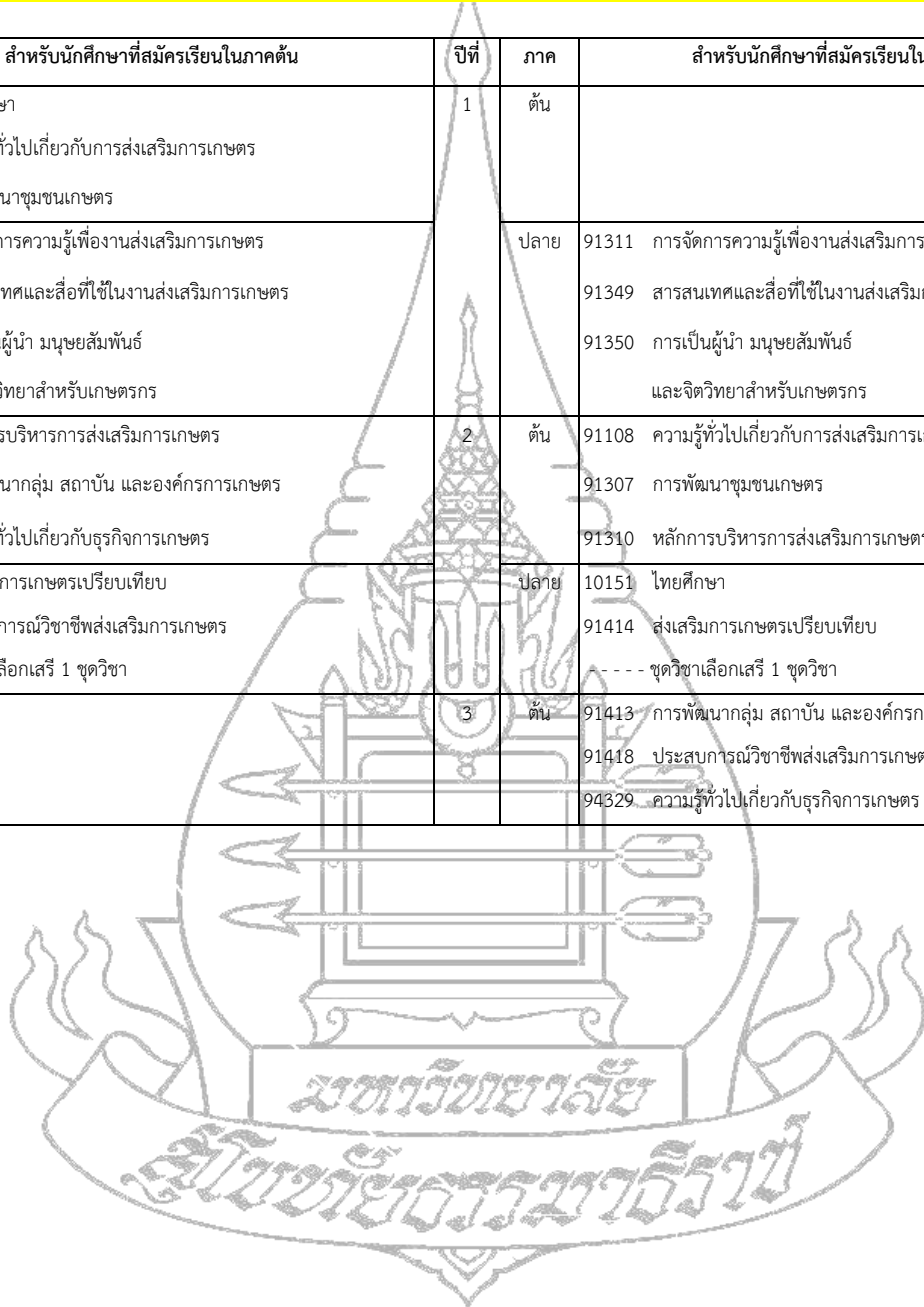 สำหรับนักศึกษาที่สมัครเรียนในภาคต้น ปีที่ ภาค สำหรับนักศึกษาที่สมัครเรียนใน
ษา 1 ต้น
ทั่วไปเกี่ยวกับการส่งเสริมการเกษตร
นาชุมชนเกษตร
การความรู้เพื่องานส่งเสริมการเกษตร ปลาย 91311 การจัดการความรู้เพื่องานส่งเสริมการ
ทศและสื่อที่ใช้ในงานส่งเสริมการเกษตร 91349 สารสนเทศและสื่อที่ใช้ในงานส่งเสริม
ผู้นำ มนุษยสัมพันธ์ 91350 การเป็นผู้นำ มนุษยสัมพันธ์
วิทยาสำหรับเกษตรกร และจิตวิทยาสำหรับเกษตรกร
รบริหารการส่งเสริมการเกษตร 2 ต้น 91108 ความรู้ทั่วไปเกี่ยวกับการส่งเสริมการ
นากลุ่ม สถาบัน และองค์กรการเกษตร 91307 การพัฒนาชุมชนเกษตร
ทั่วไปเกี่ยวกับธุรกิจการเกษตร 91310 หลักการบริหารการส่งเสริมการเกษตร
การเกษตรเปรียบเทียบ ปลาย 10151 ไทยศึกษา
การณ์วิชาชีพส่งเสริมการเกษตร 91414 ส่งเสริมการเกษตรเปรียบเทียบ
ลือกเสรี 1 ชุดวิชา - - - - - ชุดวิชาเลือกเสรี 1 ชุดวิชา
3 ต้น 91413 การพัฒนากลุ่ม สถาบัน และองค์กรก
91418 ประสบการณ์วิชาชีพส่งเสริมการเกษต
94329 ความรู้ทั่วไปเกี่ยวกับธุรกิจการเกษตร
มหาวิทยาลัย
สุโขทัยธรรมาธิราช